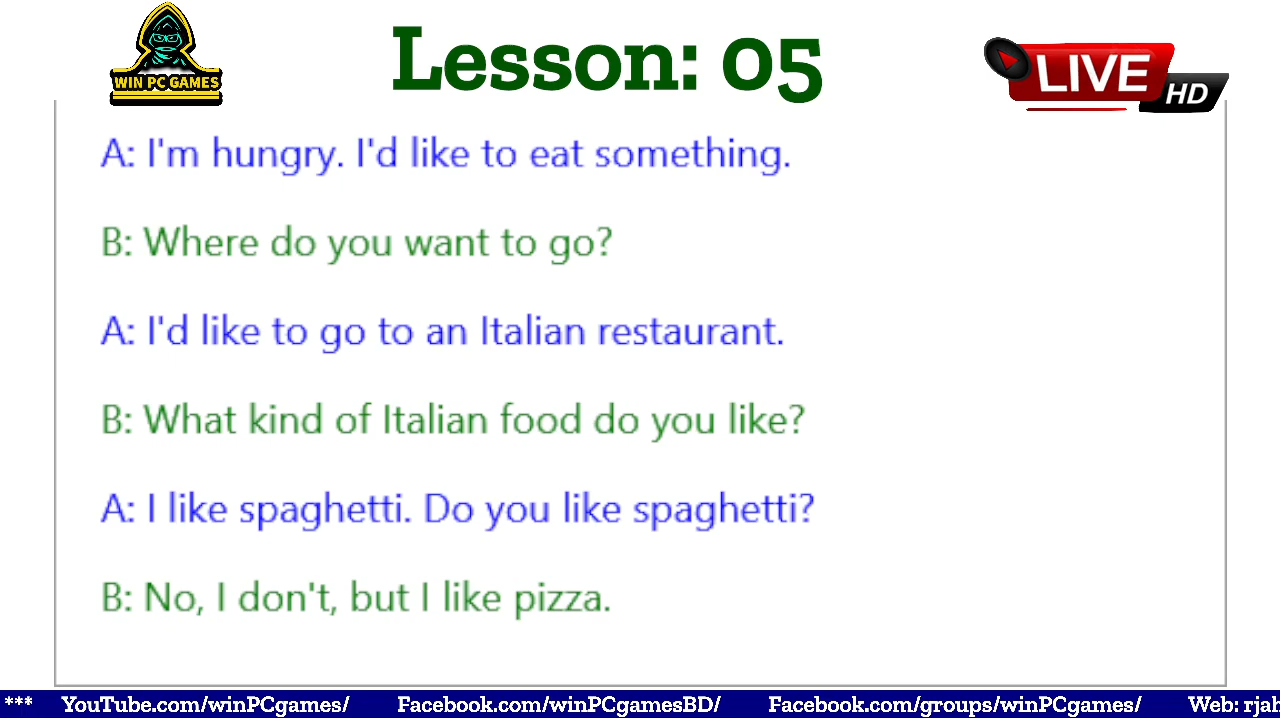 WIN PC GAMES
Lesson: 05
LIVE
HD
A: I'm hungry. I'd like to eat something.
B: Where do you want to go?
A: I'd like to go to an Italian restaurant.
B: What kind of Italian food do you like?
A: I like spaghetti. Do you like spaghetti?
B: No, I don't, but I like pizza.
*** YouTube.com/winPCgames/ Facebook.com/winPCgamesBD/ Facebook.com/groups/winPCgames/ Web: